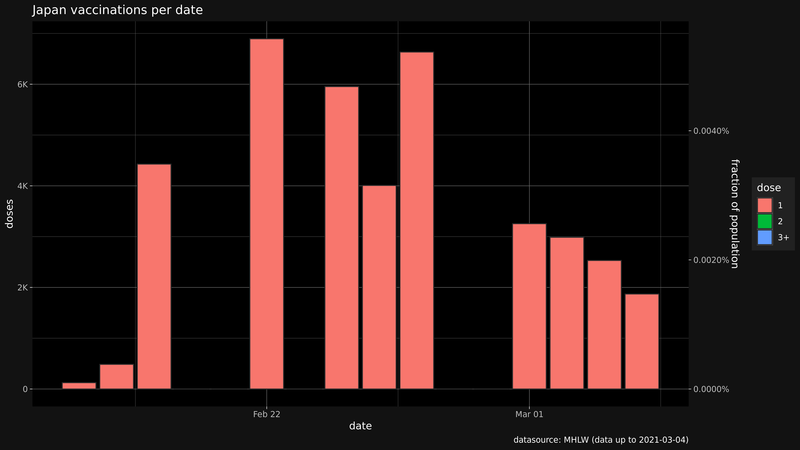 Japan vaccinations per date
6K
4K
2K
0
doses
0.0040%
0.0020%
0.0000%
fraction of population
Feb 22
Mar 01
date
dose
1
2
3+
datasource: MHLW (data up to 2021-03-04)